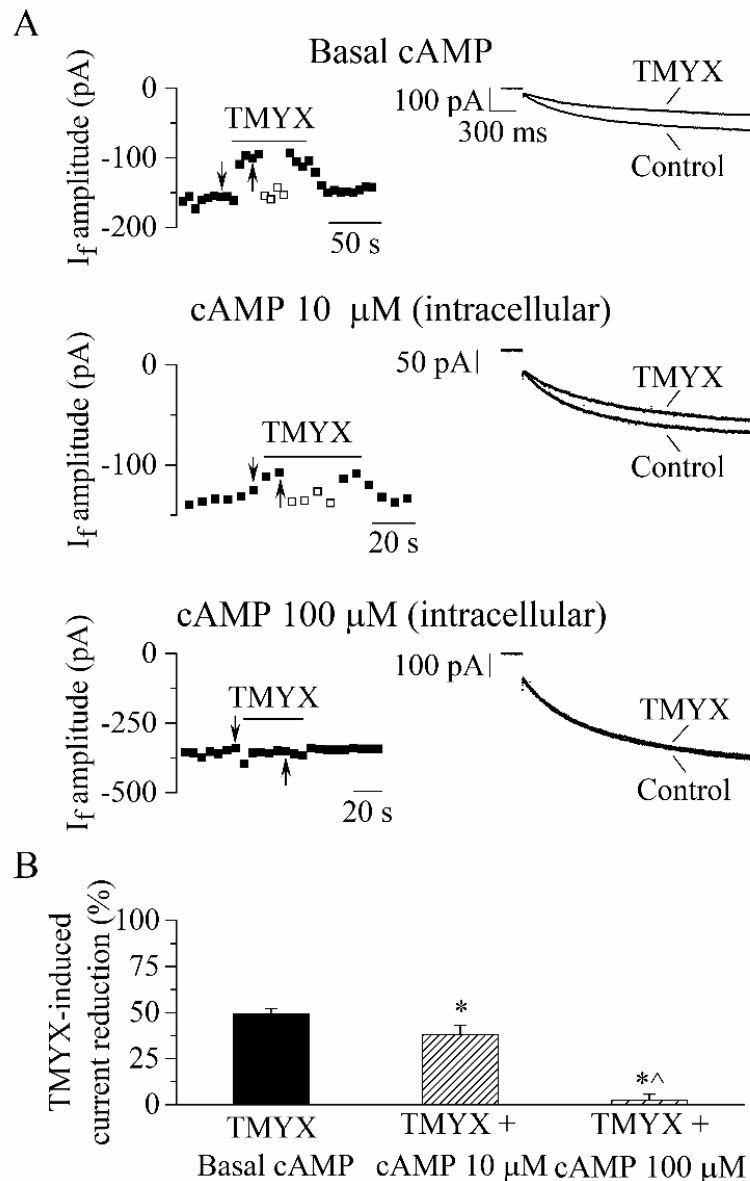 A
Basal cAMP
I_f amplitude (pA)
0
-100
-200
TMYX
50 s
100 pA
300 ms
TMYX
Control
cAMP 10 μM (intracellular)
I_f amplitude (pA)
0
-100
TMYX
20 s
50 pA
TMYX
Control
cAMP 100 μM (intracellular)
I_f amplitude (pA)
0
-250
-500
TMYX
20 s
100 pA
TMYX
Control
B
TMYX-induced
current reduction (%)
100
75
50
25
0
*
*^
TMYX
Basal cAMP
TMYX +
cAMP 10 μM
TMYX +
cAMP 100 μM